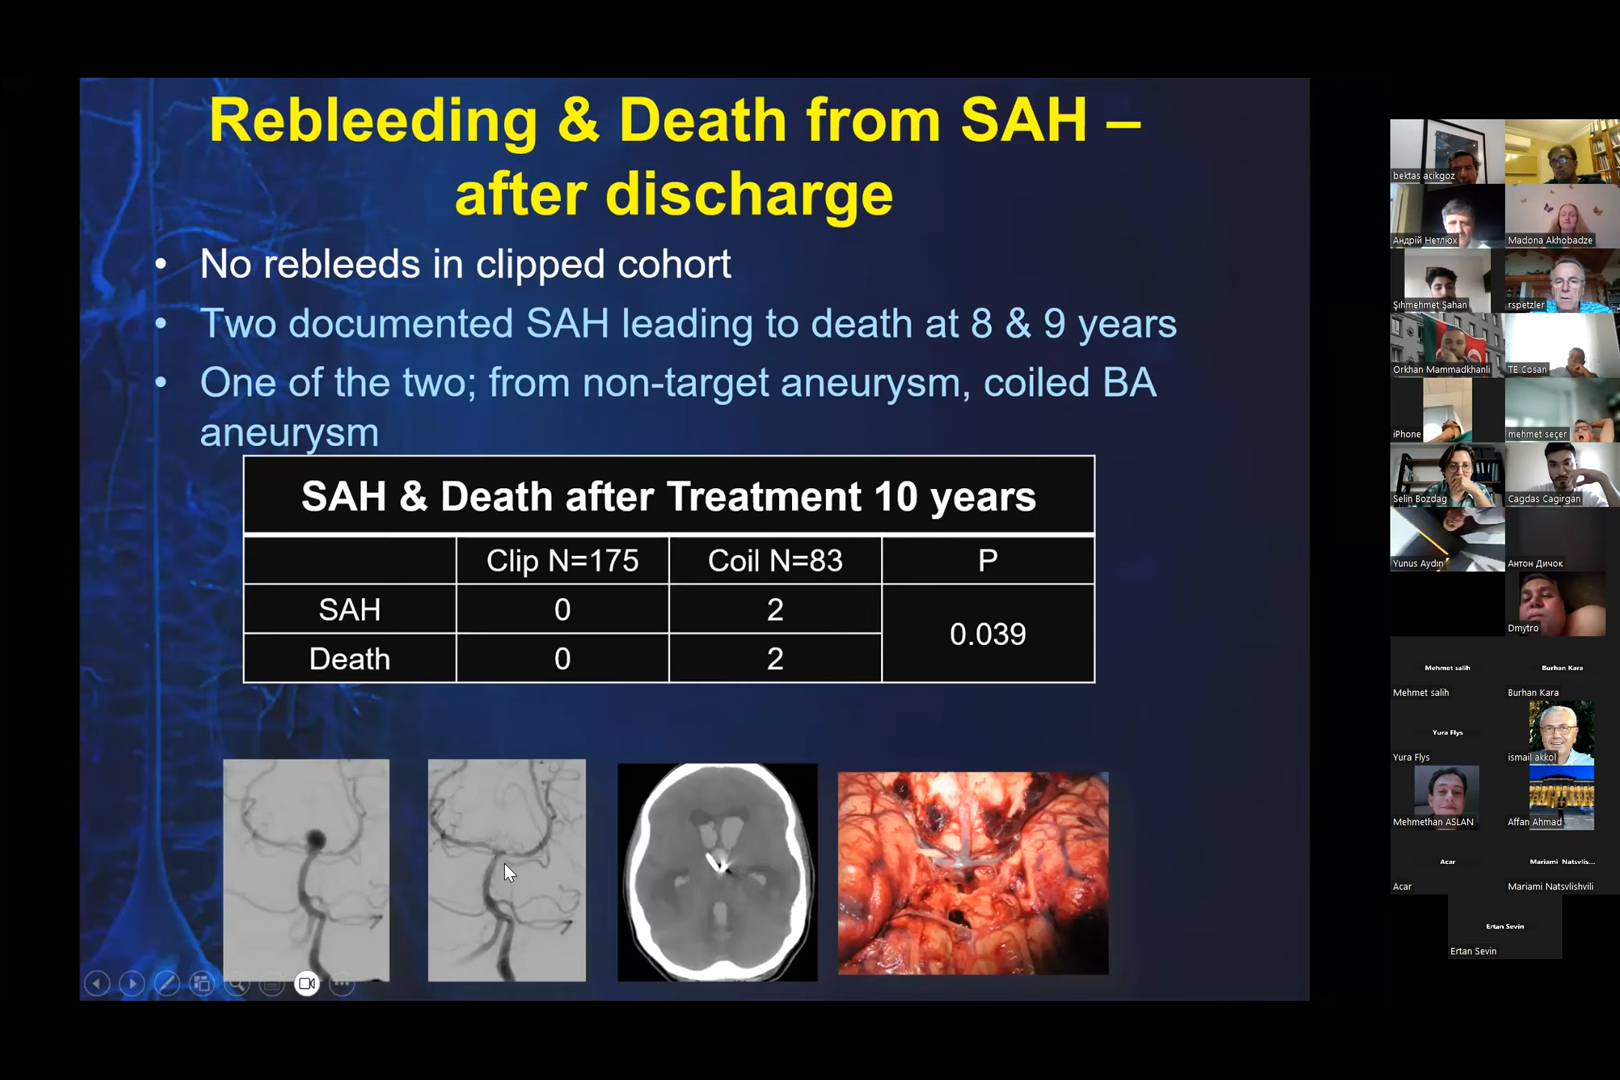 Rebleeding & Death from SAH –
after discharge
• No rebleeds in clipped cohort
• Two documented SAH leading to death at 8 & 9 years
• One of the two; from non-target aneurysm, coiled BA
aneurysm
SAH & Death after Treatment 10 years
Clip N=175 Coil N=83 P
SAH 0 2
0.039
Death 0 2
bektas acikgoz
Андрій Нетлюх Madona Akhobadze
Şıhmehmet Şahan rspetzler
Orkhan Mammadkhanli TE Cosan
iPhone mehmet seçer
Selin Bozdag Cagdas Cagirgan
Yunus Aydın Антон Дичок
Dmytro
Mehmet salih Burhan Kara
Mehmet salih Burhan Kara
Yura Flys
Yura Flys ismail akkol
Mehmethan ASLAN Affan Ahmad
Acar Mariami Natsvlis...
Acar Mariami Natsvlishvili
Ertan Sevin
Ertan Sevin